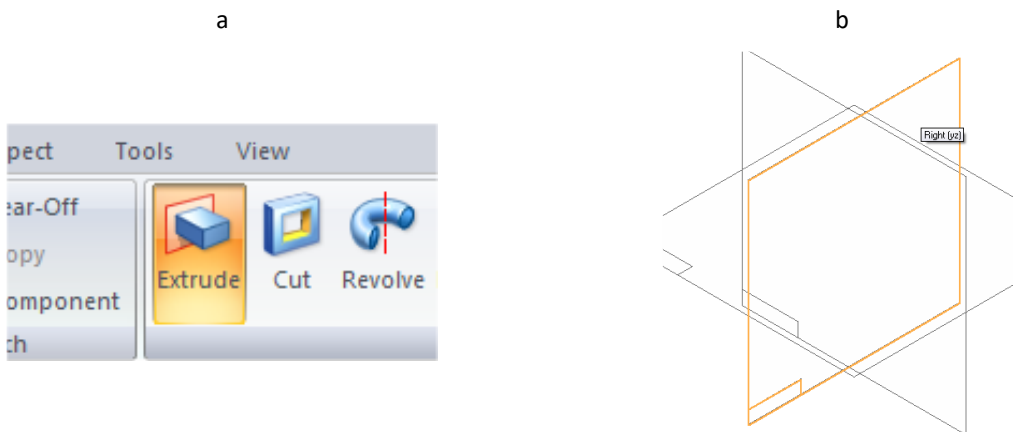 a
b
pect Tools View
ear-Off
opy
omponent
ch
Extrude Cut Revolve
Right (yz)